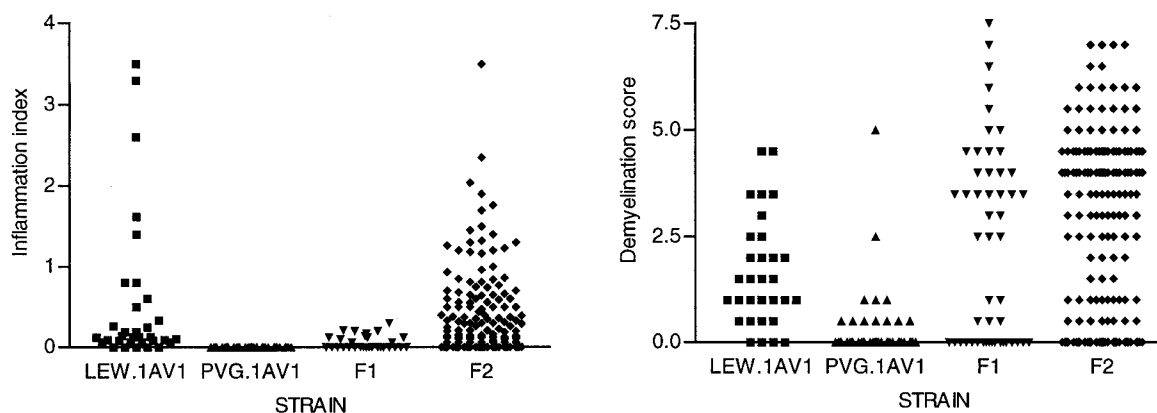 Inflammation index
4
3
2
1
0
LEW.1AV1 PVG.1AV1 F1 F2
STRAIN
Demyelination score
7.5
5.0
2.5
0.0
LEW.1AV1 PVG.1AV1 F1 F2
STRAIN